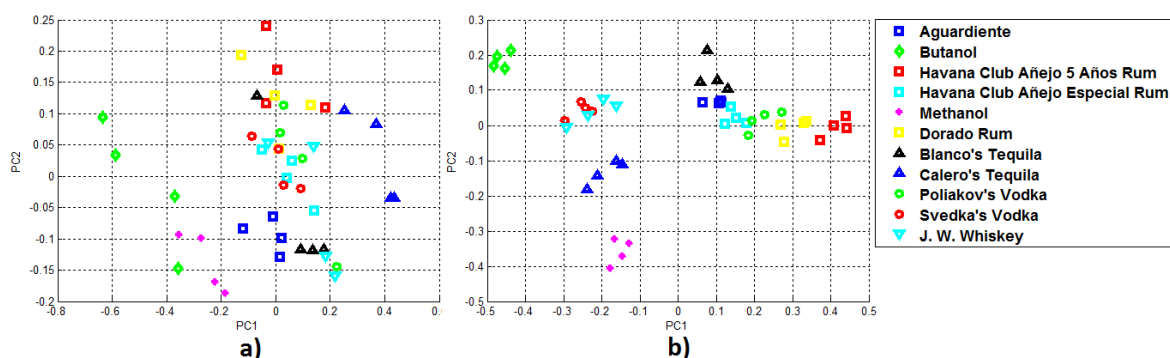 0.25
0.2
0.15
0.1
0.05
0
-0.05
-0.1
-0.15
-0.2
PC2
-0.8 -0.6 -0.4 -0.2 0 0.2 0.4
PC1
a)
0.3
0.2
0.1
0
-0.1
-0.2
-0.3
-0.4
-0.5
PC2
-0.5 -0.4 -0.3 -0.2 -0.1 0 0.1 0.2 0.3 0.4 0.5
PC1
b)
Aguardiente
Butanol
Havana Club Añejo 5 Años Rum
Havana Club Añejo Especial Rum
Methanol
Dorado Rum
Blanco's Tequila
Calero's Tequila
Poliakov's Vodka
Svedka's Vodka
J. W. Whiskey